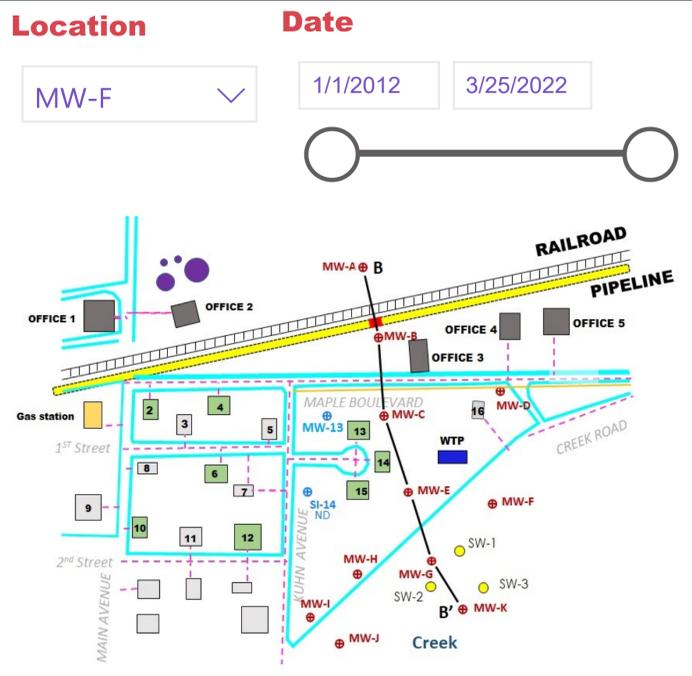 Location
Date
MW-F
1/1/2012
3/25/2022
RAILROAD
PIPELINE
MW-A
B
OFFICE 1
OFFICE 2
OFFICE 4
OFFICE 5
MW-B
OFFICE 3
Gas station
2
3
4
5
MAPLE BOULEVARD
MW-13
13
MW-C
16
MW-D
1ST Street
CREEK ROAD
WTP
8
6
7
14
15
MW-E
MW-F
9
SI-14
ND
10
11
12
KUHN AVENUE
SW-1
2nd Street
MW-H
MW-G
SW-2
SW-3
MAIN AVENUE
MW-I
B'
MW-K
MW-J
Creek